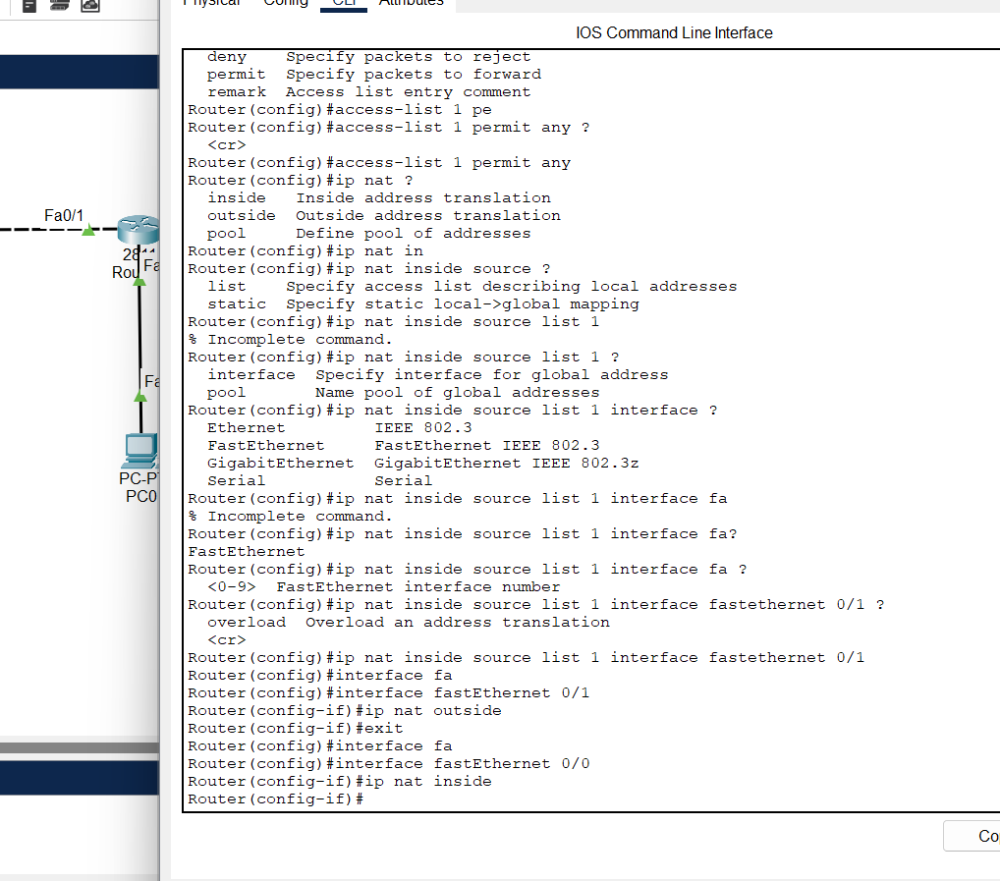 Physical Config CLI Attributes
IOS Command Line Interface
deny Specify packets to reject
permit Specify packets to forward
remark Access list entry comment
Router(config)#access-list 1 pe
Router(config)#access-list 1 permit any ?
<cr>
Router(config)#access-list 1 permit any
Router(config)#ip nat ?
inside Inside address translation
outside Outside address translation
pool Define pool of addresses
Router(config)#ip nat in
Router(config)#ip nat inside source ?
list Specify access list describing local addresses
static Specify static local->global mapping
Router(config)#ip nat inside source list 1
% Incomplete command.
Router(config)#ip nat inside source list 1 ?
interface Specify interface for global address
pool Name pool of global addresses
Router(config)#ip nat inside source list 1 interface ?
Ethernet IEEE 802.3
FastEthernet FastEthernet IEEE 802.3
GigabitEthernet GigabitEthernet IEEE 802.3z
Serial Serial
Router(config)#ip nat inside source list 1 interface fa
% Incomplete command.
Router(config)#ip nat inside source list 1 interface fa?
FastEthernet
Router(config)#ip nat inside source list 1 interface fa ?
<0-9> FastEthernet interface number
Router(config)#ip nat inside source list 1 interface fastethernet 0/1 ?
overload Overload an address translation
<cr>
Router(config)#ip nat inside source list 1 interface fastethernet 0/1
Router(config)#interface fa
Router(config)#interface fastEthernet 0/1
Router(config-if)#ip nat outside
Router(config-if)#exit
Router(config)#interface fa
Router(config)#interface fastEthernet 0/0
Router(config-if)#ip nat inside
Router(config-if)#
Fa0/1
Rou
Fa
Fa
PC-P
PC0
Co